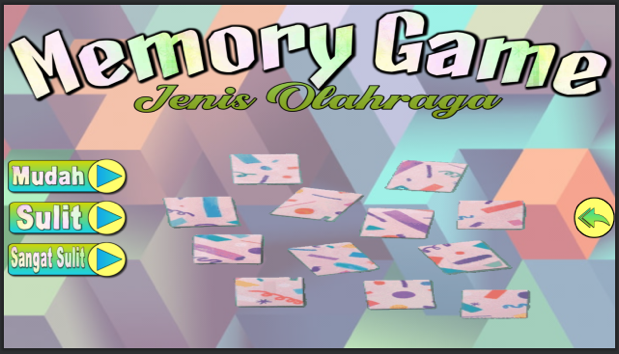 Memory Game
Jenis Olahraga
Mudah
Sulit
Sangat Sulit